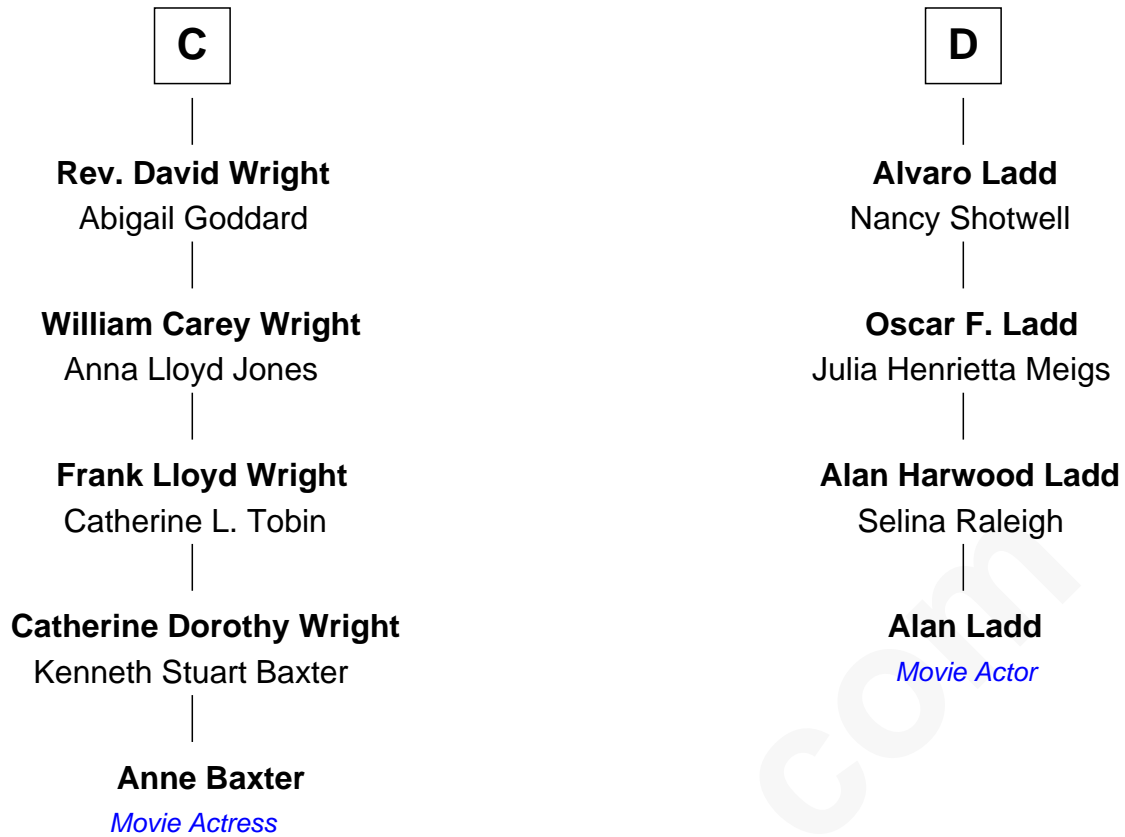 C
Rev. David Wright
Abigail Goddard
William Carey Wright
Anna Lloyd Jones
Frank Lloyd Wright
Catherine L. Tobin
Catherine Dorothy Wright
Kenneth Stuart Baxter
Anne Baxter
Movie Actress
D
Alvaro Ladd
Nancy Shotwell
Oscar F. Ladd
Julia Henrietta Meigs
Alan Harwood Ladd
Selina Raleigh
Alan Ladd
Movie Actor
com